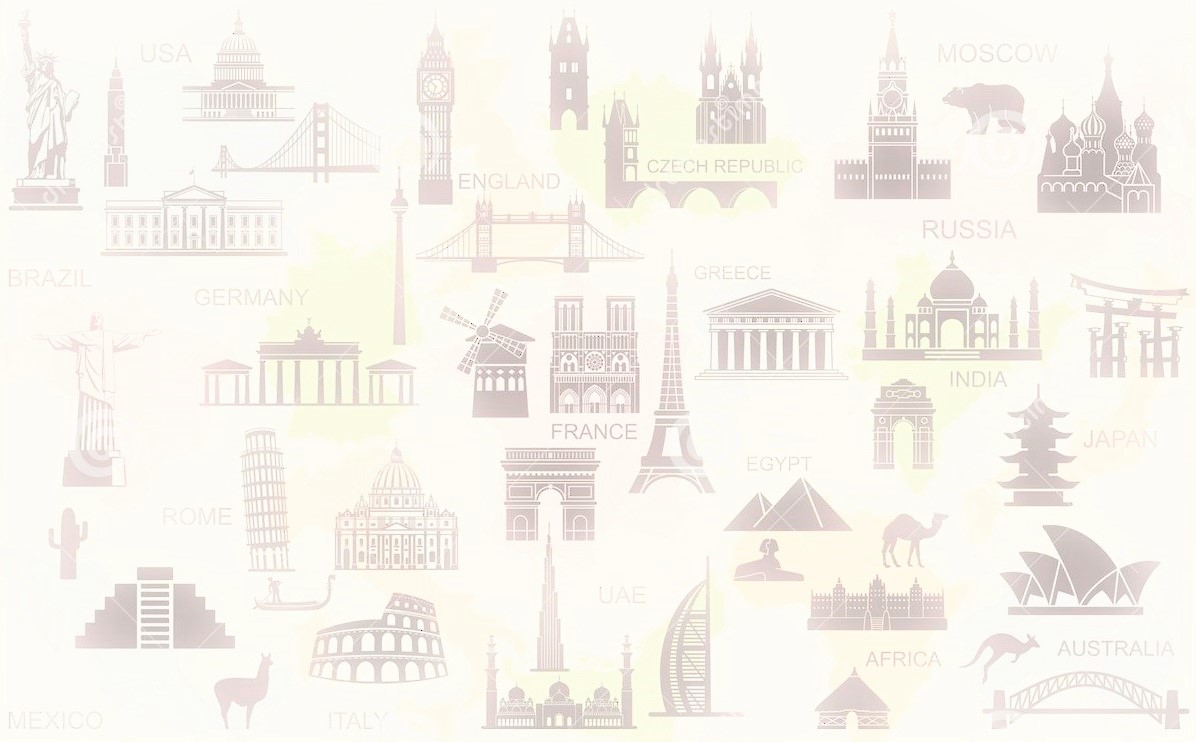 USA
MOSCOW
CZECH REPUBLIC
ENGLAND
RUSSIA
BRAZIL
GERMANY
GREECE
INDIA
FRANCE
JAPAN
EGYPT
ROME
UAE
AFRICA
AUSTRALIA
MEXICO
ITALY